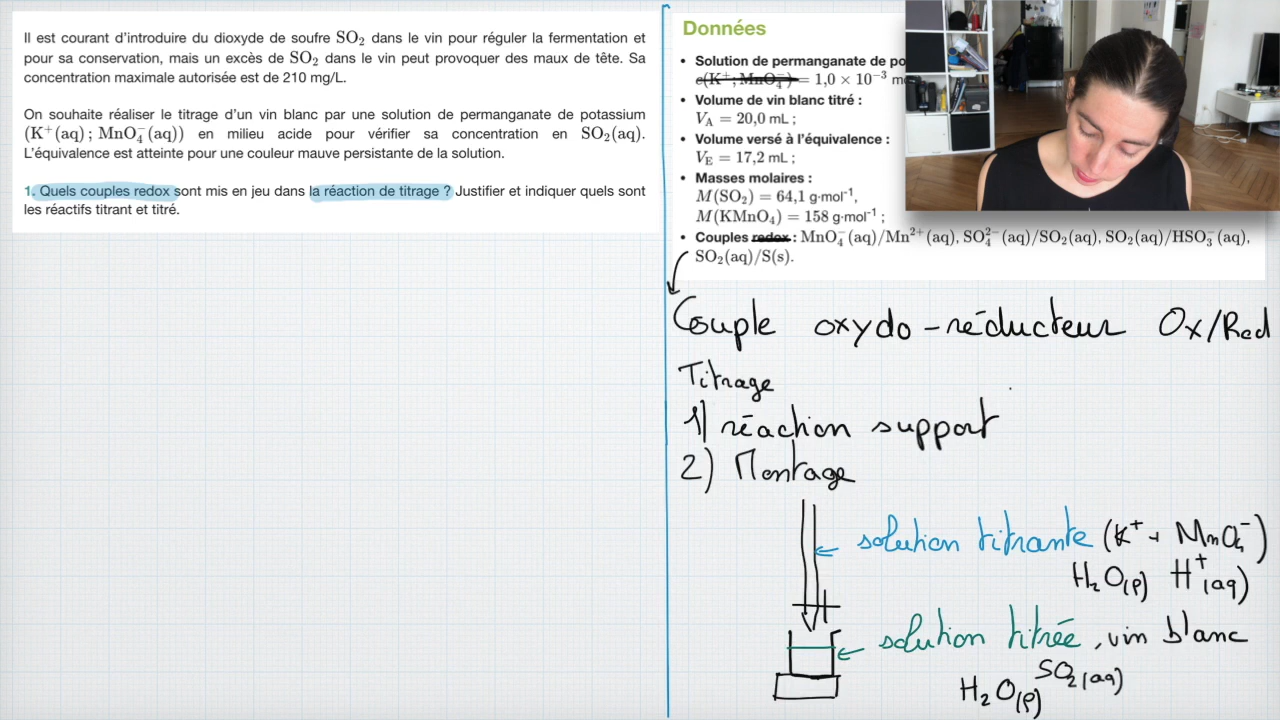 Il est courant d'introduire du dioxyde de soufre SO₂ dans le vin pour réguler la fermentation et
pour sa conservation, mais un excès de SO₂ dans le vin peut provoquer des maux de tête. Sa
concentration maximale autorisée est de 210 mg/L.
On souhaite réaliser le titrage d'un vin blanc par une solution de permanganate de potassium
(K⁺(aq) ; MnO₄⁻(aq)) en milieu acide pour vérifier sa concentration en SO₂(aq).
L'équivalence est atteinte pour une couleur mauve persistante de la solution.
1. Quels couples redox sont mis en jeu dans la réaction de titrage ? Justifier et indiquer quels sont
les réactifs titrant et titré.
Données
• Solution de permanganate de po
c(K⁺ ; MnO₄⁻) = 1,0 × 10⁻³ m
• Volume de vin blanc titré :
V_A = 20,0 mL ;
• Volume versé à l'équivalence :
V_E = 17,2 mL ;
• Masses molaires :
M(SO₂) = 64,1 g·mol⁻¹,
M(KMnO₄) = 158 g·mol⁻¹ ;
• Couples redox : MnO₄⁻(aq)/Mn²⁺(aq), SO₄²⁻(aq)/SO₂(aq), SO₂(aq)/HSO₃⁻(aq),
SO₂(aq)/S(s).
Couple oxydo-réducteur Ox/Red
Titrage
1) réaction support
2) Montage
solution titrante (K⁺ + MnO₄⁻)
H₂O(l) H⁺(aq)
solution titrée, vin blanc
H₂O(l) SO₂(aq)